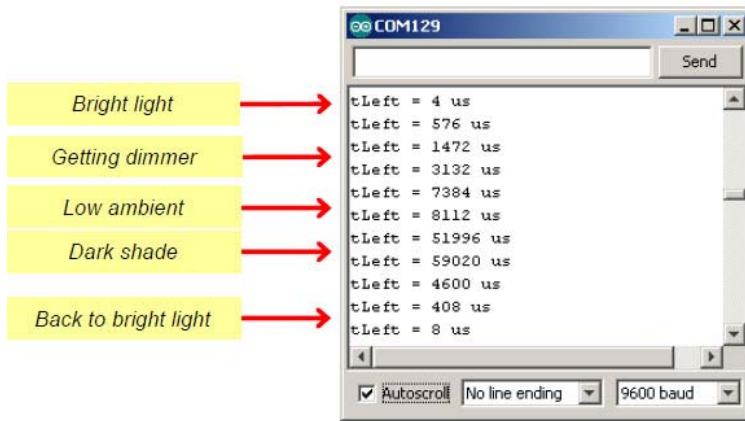 COM129
Send
Bright light
Getting dimmer
Low ambient
Dark shade
Back to bright light
tLeft = 4 us
tLeft = 576 us
tLeft = 1472 us
tLeft = 3132 us
tLeft = 7384 us
tLeft = 8112 us
tLeft = 51996 us
tLeft = 59020 us
tLeft = 4600 us
tLeft = 408 us
tLeft = 8 us
Autoscroll No line ending 9600 baud